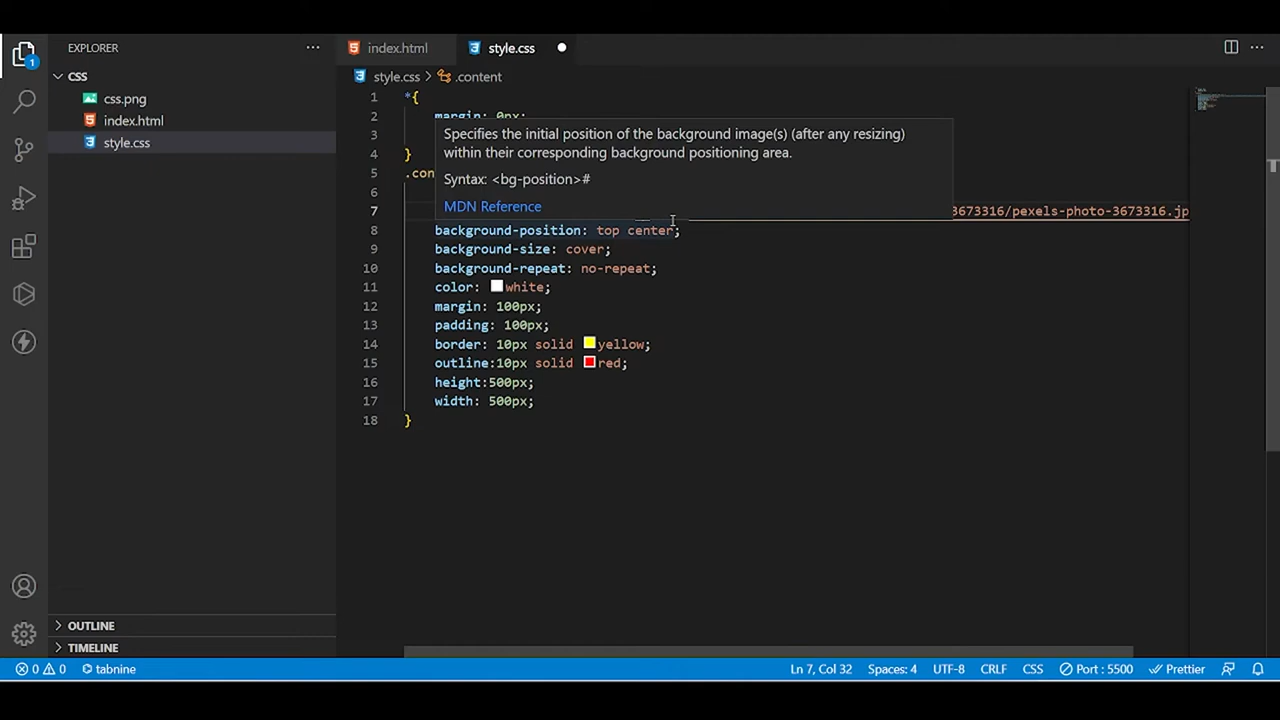 EXPLORER
index.html
style.css
CSS
style.css > .content
css.png
index.html
style.css
1 *{
2 margin: 0px;
3
4 }
5 .con
6
7 3673316/pexels-photo-3673316.jp
Specifies the initial position of the background image(s) (after any resizing)
within their corresponding background positioning area.
Syntax: <bg-position>#
MDN Reference
8 background-position: top center;
9 background-size: cover;
10 background-repeat: no-repeat;
11 color: white;
12 margin: 100px;
13 padding: 100px;
14 border: 10px solid yellow;
15 outline:10px solid red;
16 height:500px;
17 width: 500px;
18 }
OUTLINE
TIMELINE
1
0 0 tabnine
Ln 7, Col 32 Spaces: 4 UTF-8 CRLF CSS Port : 5500 Prettier